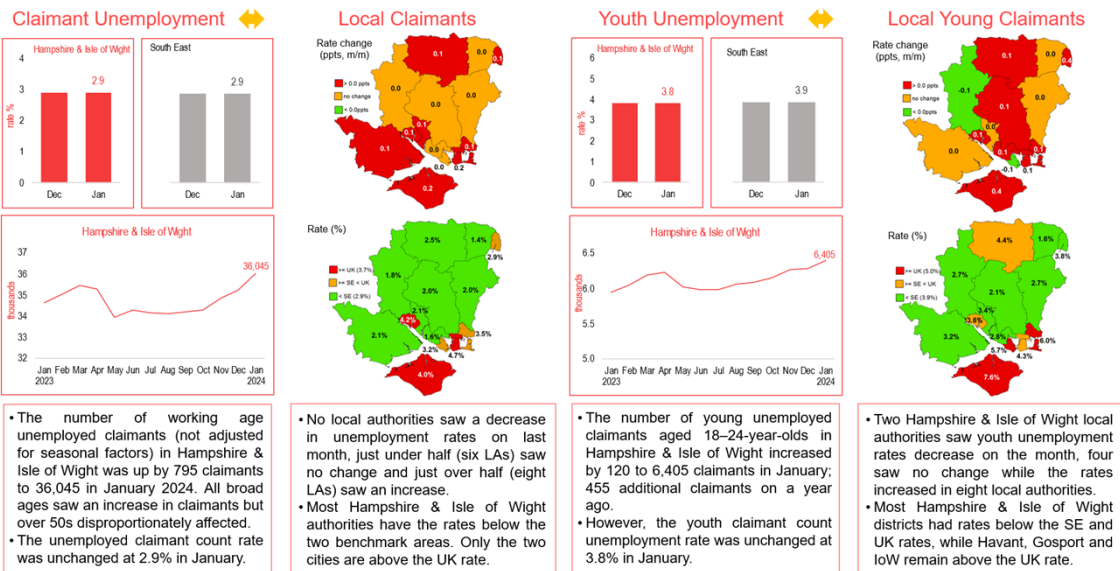 Claimant Unemployment
Hampshire & Isle of Wight
rate %
4
3
2
1
0
2.9
Dec
Jan
South East
2.9
Dec
Jan
Hampshire & Isle of Wight
thousands
37
36
35
34
33
32
36,045
Jan Feb Mar Apr May Jun Jul Aug Sep Oct Nov Dec Jan
2023 2024
• The number of working age
unemployed claimants (not adjusted
for seasonal factors) in Hampshire &
Isle of Wight was up by 795 claimants
to 36,045 in January 2024. All broad
ages saw an increase in claimants but
over 50s disproportionately affected.
• The unemployed claimant count rate
was unchanged at 2.9% in January.
Local Claimants
Rate change
(ppts, m/m)
> 0.0 ppts
no change
< 0.0ppts
0.1
0.0
0.1
0.0
0.0
0.0
0.1
0.1
0.1
0.0
0.1
0.0
0.2
0.2
Rate (%)
>= UK (3.7%)
>= SE < UK
< SE (2.9%)
2.5%
1.4%
2.9%
1.8%
2.0%
2.0%
2.1%
4.2%
2.1%
1.8%
3.5%
3.2%
4.7%
4.0%
• No local authorities saw a decrease
in unemployment rates on last
month, just under half (six LAs) saw
no change and just over half (eight
LAs) saw an increase.
• Most Hampshire & Isle of Wight
authorities have the rates below the
two benchmark areas. Only the two
cities are above the UK rate.
Youth Unemployment
Hampshire & Isle of Wight
rate %
6
5
4
3
2
1
0
3.8
Dec
Jan
South East
3.9
Dec
Jan
Hampshire & Isle of Wight
thousands
6.5
6.0
5.5
5.0
6,405
Jan Feb Mar Apr May Jun Jul Aug Sep Oct Nov Dec Jan
2023 2024
• The number of young unemployed
claimants aged 18–24-year-olds in
Hampshire & Isle of Wight increased
by 120 to 6,405 claimants in January;
455 additional claimants on a year
ago.
• However, the youth claimant count
unemployment rate was unchanged at
3.8% in January.
Local Young Claimants
Rate change
(ppts, m/m)
> 0.0 ppts
no change
< 0.0ppts
0.1
0.0
0.4
-0.1
0.1
0.0
0.0
0.1
0.0
0.1
0.1
-0.1
0.1
0.4
Rate (%)
>= UK (5.0%)
>= SE < UK
< SE (3.9%)
4.4%
1.6%
3.8%
2.7%
2.1%
2.7%
3.4%
3.8%
3.2%
2.8%
6.0%
5.7%
4.3%
7.6%
• Two Hampshire & Isle of Wight local
authorities saw youth unemployment
rates decrease on the month, four
saw no change while the rates
increased in eight local authorities.
• Most Hampshire & Isle of Wight
districts had rates below the SE and
UK rates, while Havant, Gosport and
IoW remain above the UK rate.